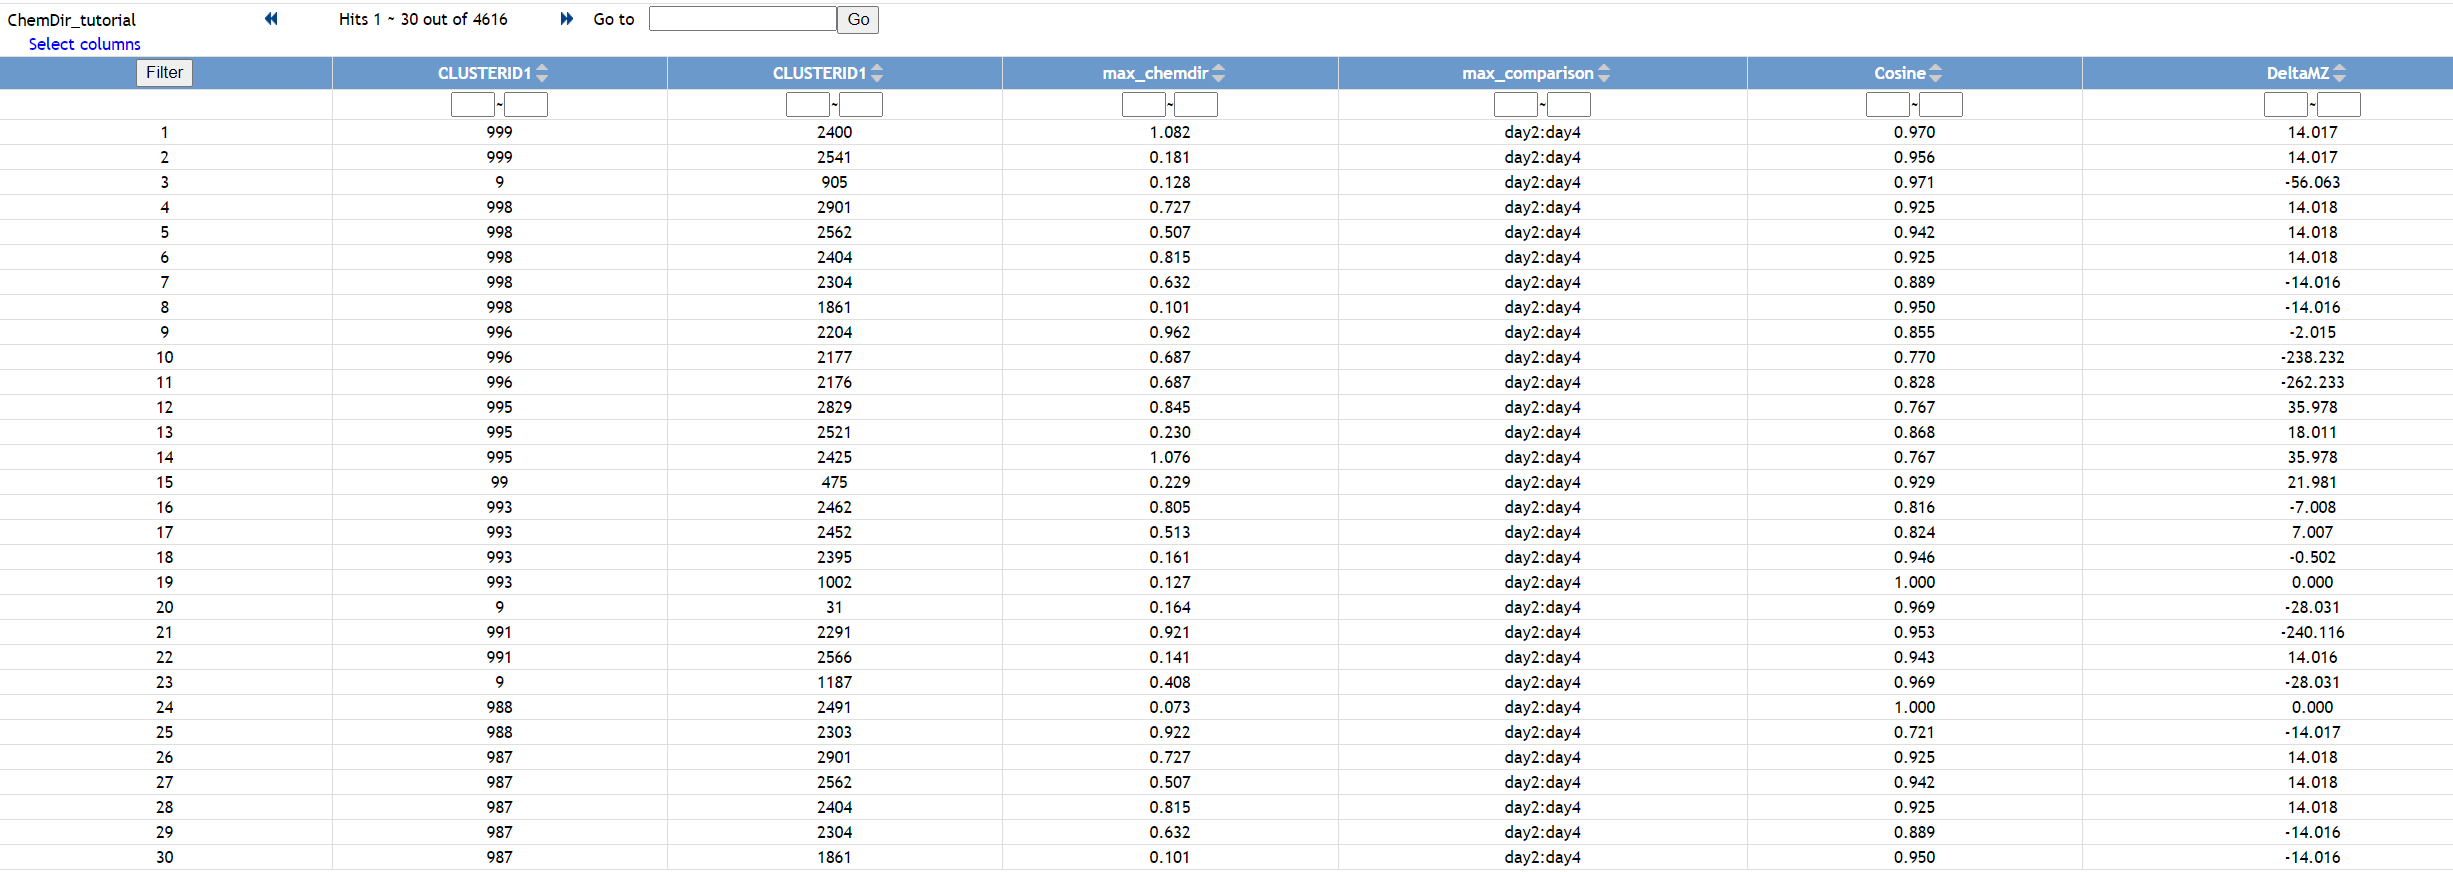 ChemDir_tutorial Hits 1 ~ 30 out of 4616 Go to Go
Select columns
Filter CLUSTERID1 CLUSTERID1 max_chemdir max_comparison Cosine DeltaMZ
~ ~ ~ ~ ~ ~
1 999 2400 1.082 day2:day4 0.970 14.017
2 999 2541 0.181 day2:day4 0.956 14.017
3 9 905 0.128 day2:day4 0.971 -56.063
4 998 2901 0.727 day2:day4 0.925 14.018
5 998 2562 0.507 day2:day4 0.942 14.018
6 998 2404 0.815 day2:day4 0.925 14.018
7 998 2304 0.632 day2:day4 0.889 -14.016
8 998 1861 0.101 day2:day4 0.950 -14.016
9 996 2204 0.962 day2:day4 0.855 -2.015
10 996 2177 0.687 day2:day4 0.770 -238.232
11 996 2176 0.687 day2:day4 0.828 -262.233
12 995 2829 0.845 day2:day4 0.767 35.978
13 995 2521 0.230 day2:day4 0.868 18.011
14 995 2425 1.076 day2:day4 0.767 35.978
15 99 475 0.229 day2:day4 0.929 21.981
16 993 2462 0.805 day2:day4 0.816 -7.008
17 993 2452 0.513 day2:day4 0.824 7.007
18 993 2395 0.161 day2:day4 0.946 -0.502
19 993 1002 0.127 day2:day4 1.000 0.000
20 9 31 0.164 day2:day4 0.969 -28.031
21 991 2291 0.921 day2:day4 0.953 -240.116
22 991 2566 0.141 day2:day4 0.943 14.016
23 9 1187 0.408 day2:day4 0.969 -28.031
24 988 2491 0.073 day2:day4 1.000 0.000
25 988 2303 0.922 day2:day4 0.721 -14.017
26 987 2901 0.727 day2:day4 0.925 14.018
27 987 2562 0.507 day2:day4 0.942 14.018
28 987 2404 0.815 day2:day4 0.925 14.018
29 987 2304 0.632 day2:day4 0.889 -14.016
30 987 1861 0.101 day2:day4 0.950 -14.016